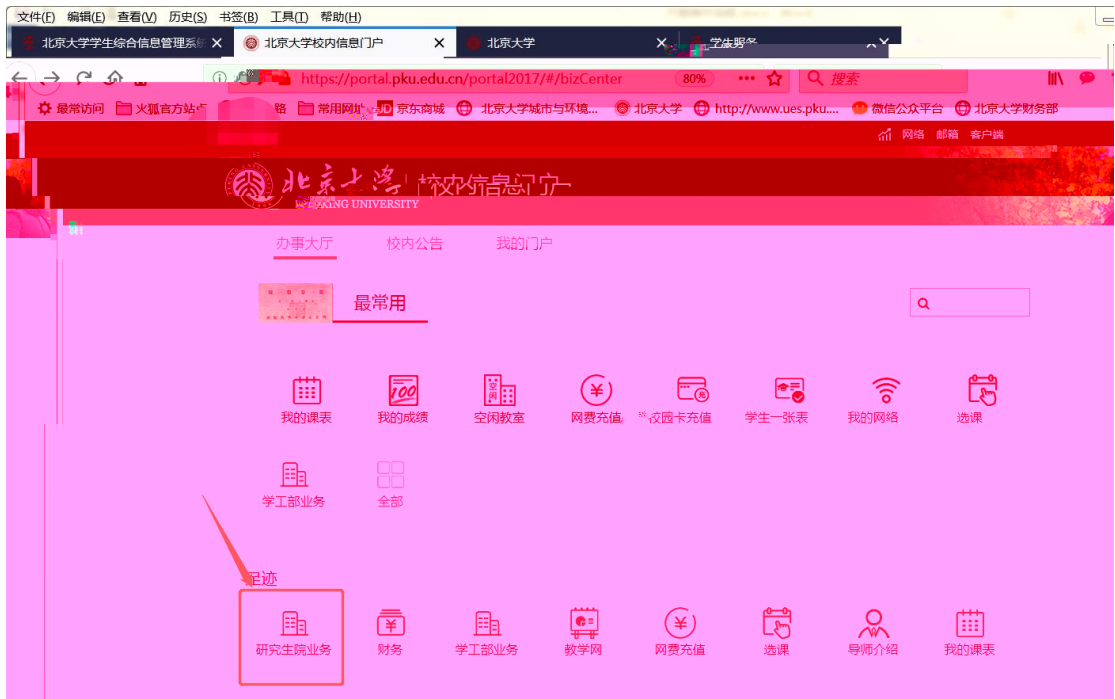 文件(F) 编辑(E) 查看(V) 历史(S) 书签(B) 工具(T) 帮助(H)
北京大学学生综合信息管理系 北京大学校内信息门户 北京大学 学生服务
https://portal.pku.edu.cn/portal2017/#/bizCenter 80% 搜索
最常访问 火狐官方站点 常用网址 JD 京东商城 北京大学城市与环境... 北京大学 http://www.ues.pku.... 微信公众平台 北京大学财务部
网络 邮箱 客户端
北京大学 校内信息门户
UNIVERSITY
办事大厅 校内公告 我的门户
最常用
我的课表 我的成绩 空闲教室 网费充值 校园卡充值 学生一张表 我的网络 选课
学工部业务 全部
足迹
研究生院业务 财务 学工部业务 教学网 网费充值 选课 导师介绍 我的课表